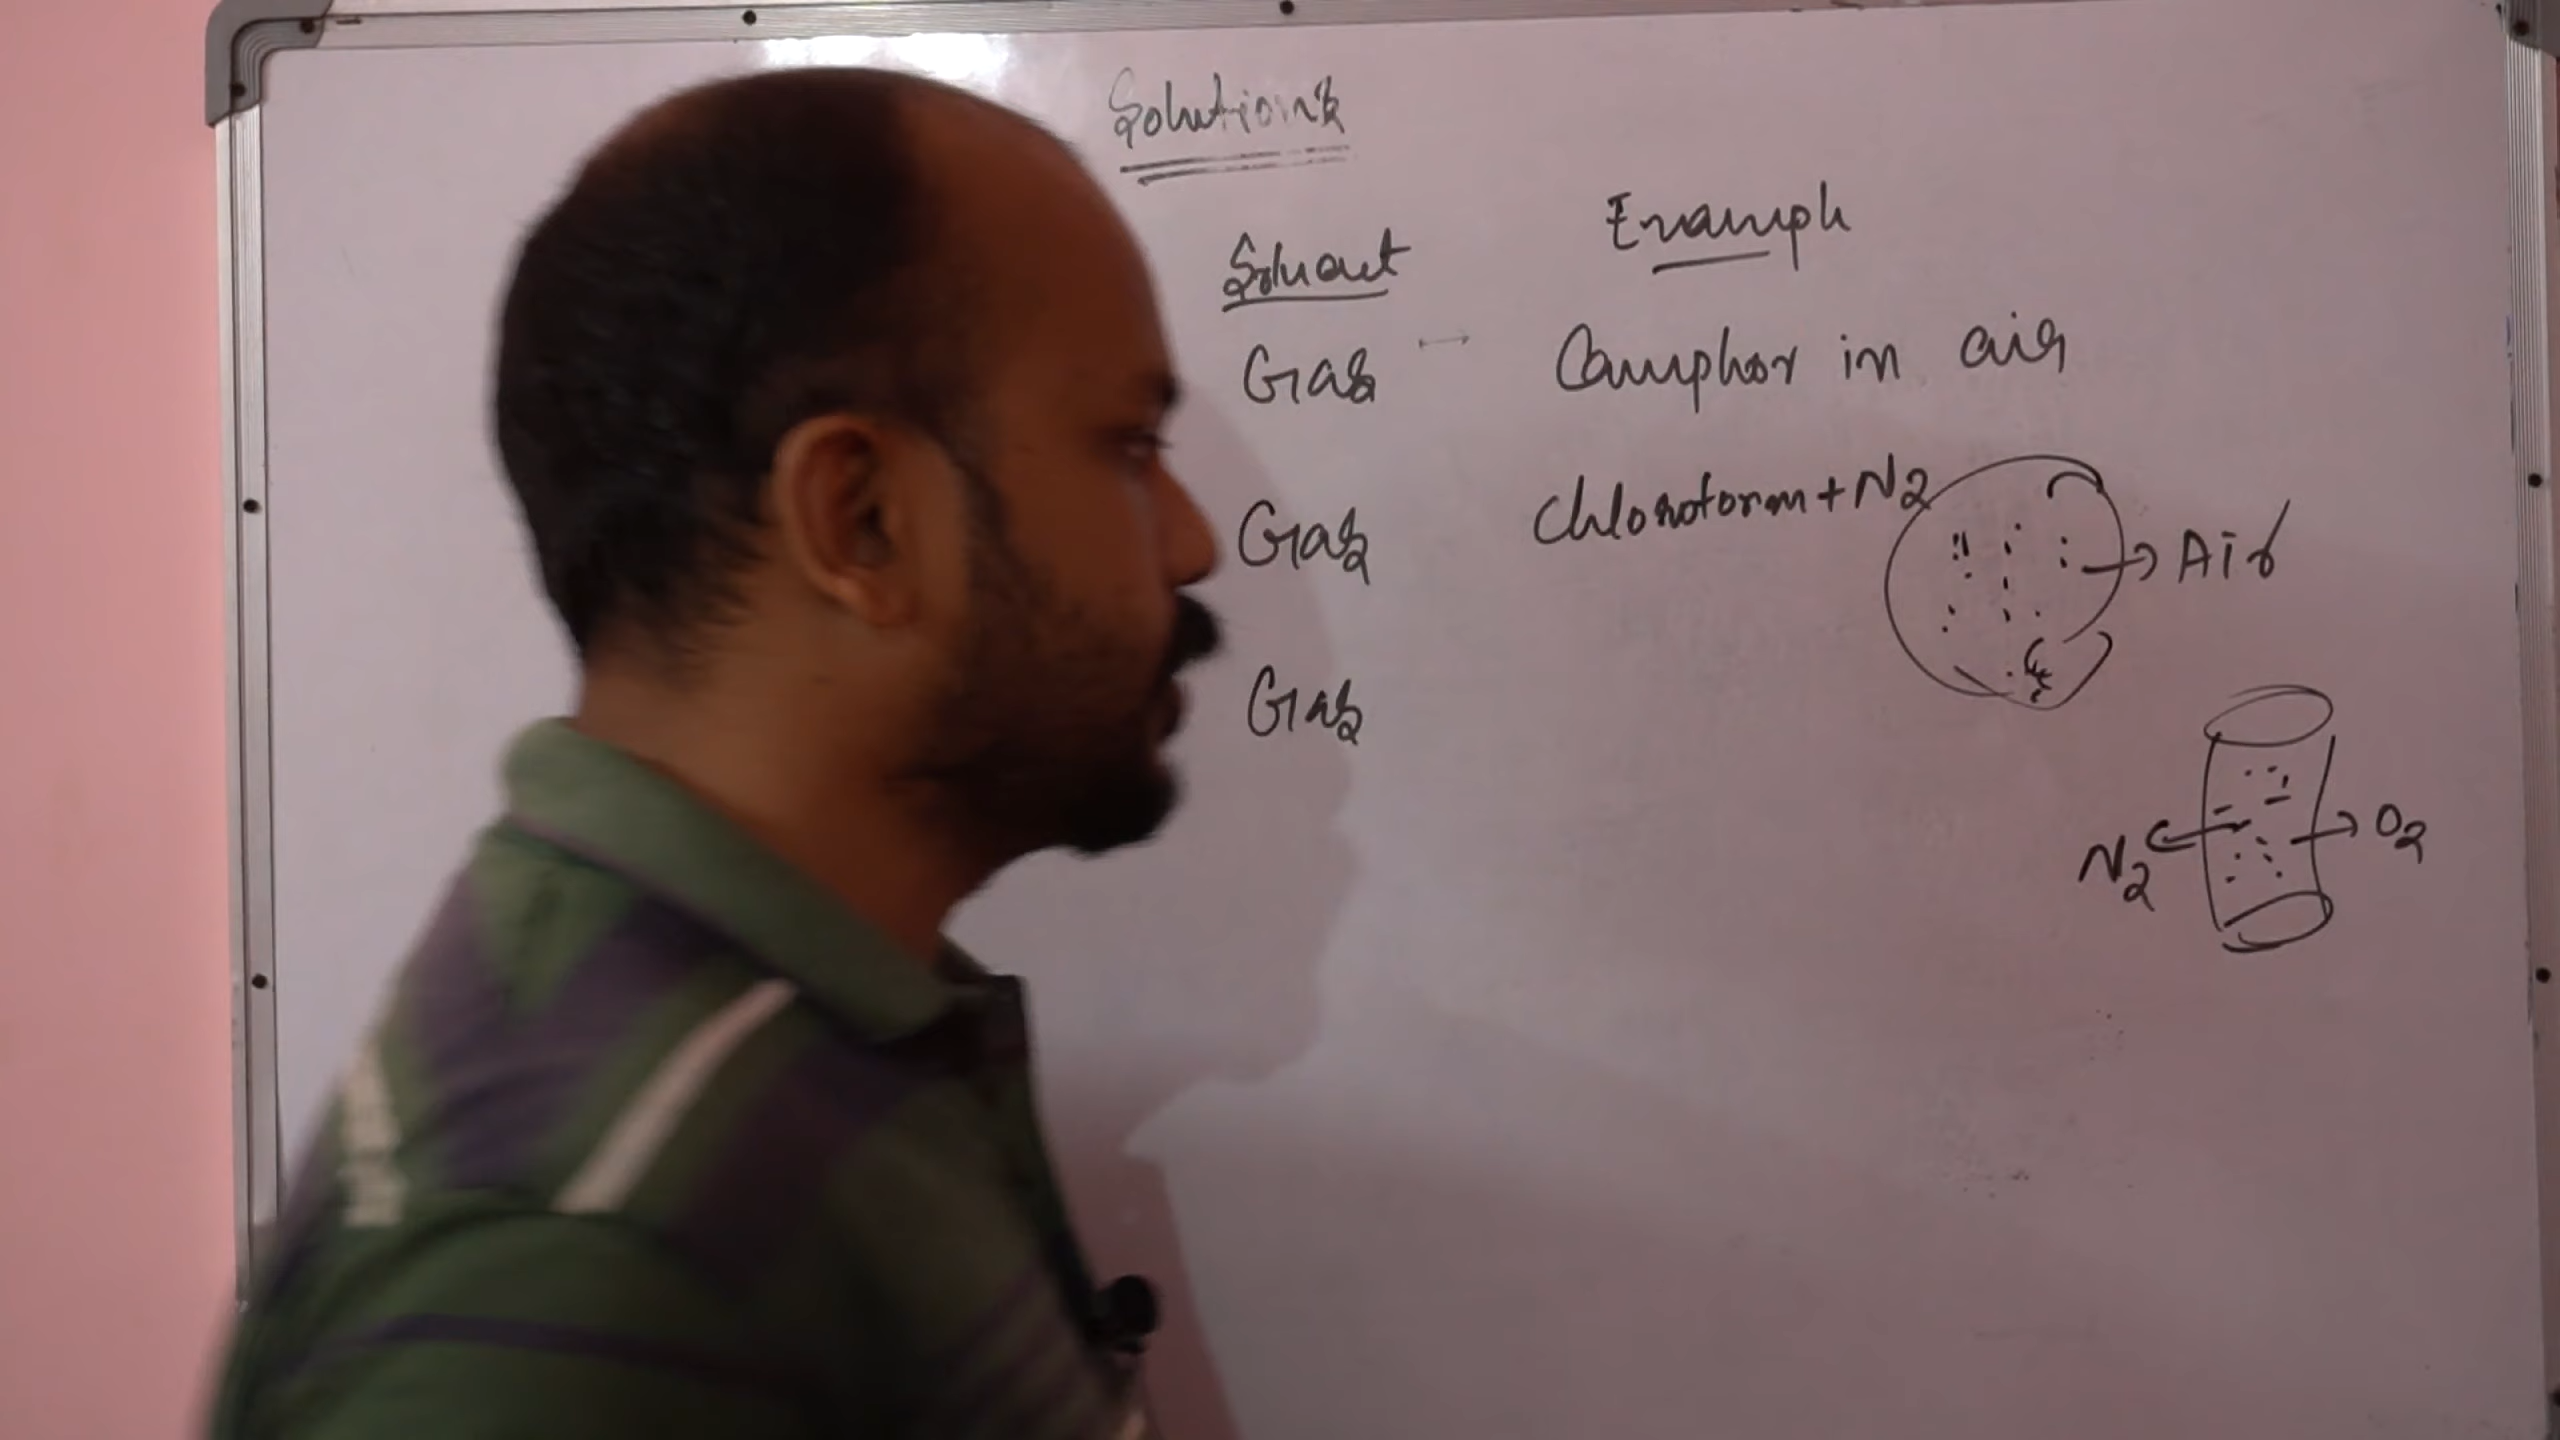 Solutions
Solvent Example
Gas Camphor in air
Gas Chloroform + N2
Air
Gas
N2 O2